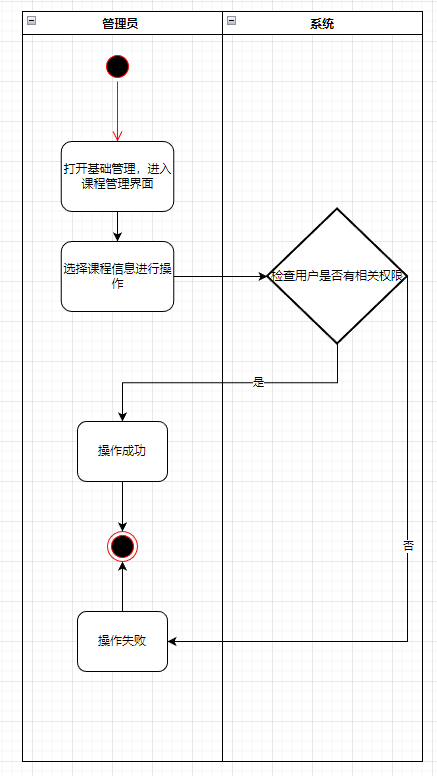 管理员
系统
打开基础管理，进入
课程管理界面
选择课程信息进行操
作
检查用户是否有相关权限
是
操作成功
否
操作失败